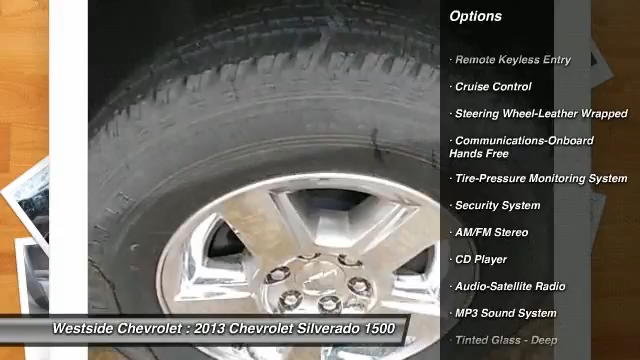 Options
· Remote Keyless Entry
· Cruise Control
· Steering Wheel-Leather Wrapped
· Communications-Onboard
Hands Free
· Tire-Pressure Monitoring System
· Security System
· AM/FM Stereo
· CD Player
· Audio-Satellite Radio
· MP3 Sound System
· Tinted Glass - Deep
Westside Chevrolet : 2013 Chevrolet Silverado 1500